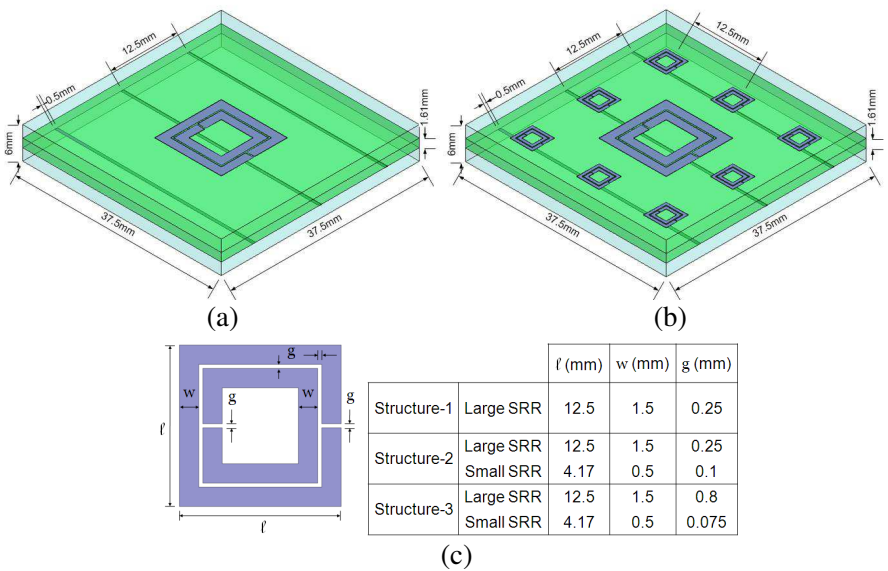 12.5mm
0.5mm
6mm
1.61mm
37.5mm
37.5mm
(a)
12.5mm
12.5mm
0.5mm
6mm
1.61mm
37.5mm
37.5mm
(b)
g
w
g
w
g
ℓ
ℓ
ℓ (mm) w (mm) g (mm)
Structure-1 Large SRR 12.5 1.5 0.25
Structure-2 Large SRR 12.5 1.5 0.25
Small SRR 4.17 0.5 0.1
Structure-3 Large SRR 12.5 1.5 0.8
Small SRR 4.17 0.5 0.075
(c)